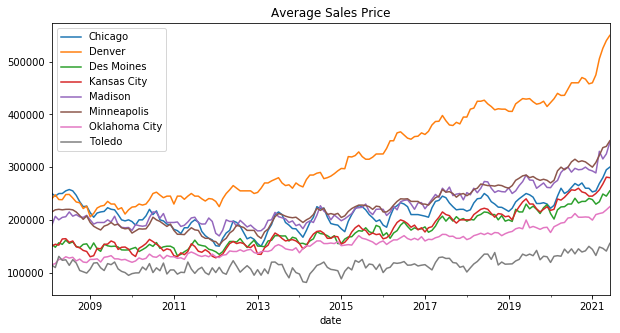 Average Sales Price
Chicago
Denver
Des Moines
Kansas City
Madison
Minneapolis
Oklahoma City
Toledo
500000
400000
300000
200000
100000
2009 2011 2013 2015 2017 2019 2021
date